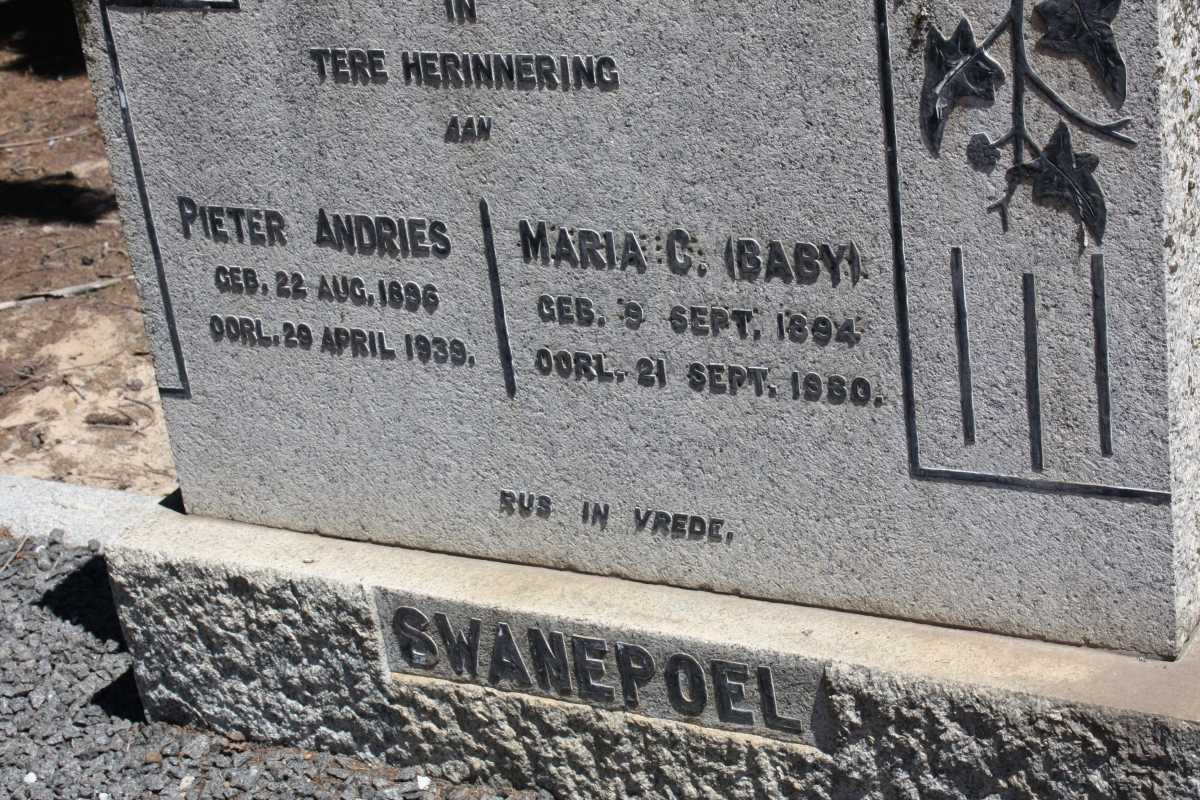 IN
TERE HERINNERING
AAN
PIETER ANDRIES
GEB. 22 AUG. 1896
OORL. 29 APRIL 1939.
MARIA C. (BABY)
GEB. 9 SEPT. 1894
OORL. 21 SEPT. 1980.
RUS IN VREDE.
SWANEPOEL